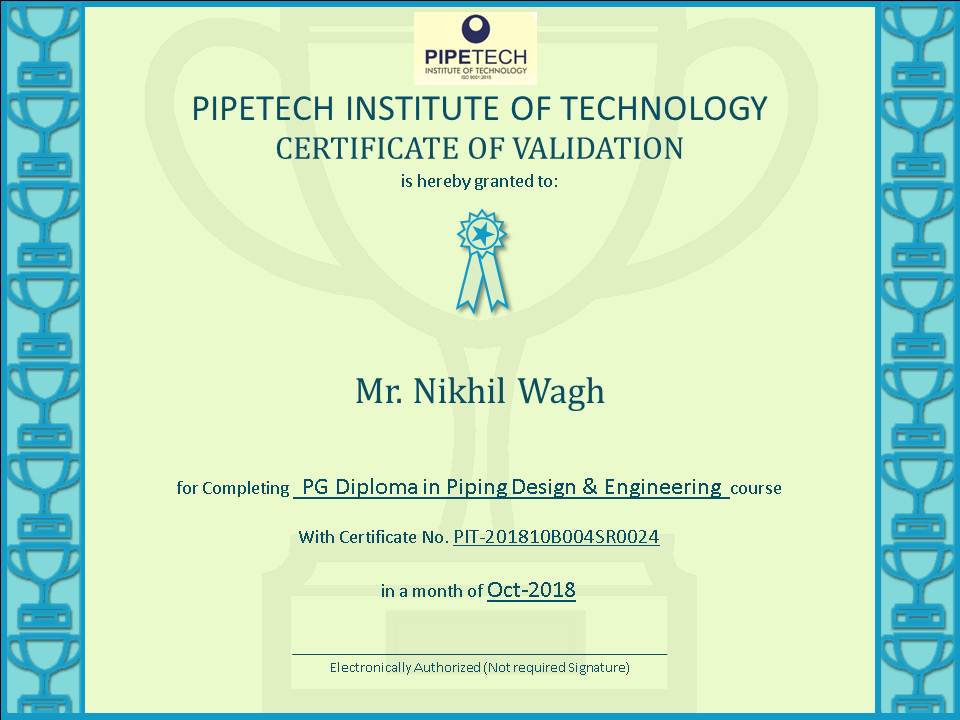 PIPETECH
INSTITUTE OF TECHNOLOGY
ISO 9001:2015
PIPETECH INSTITUTE OF TECHNOLOGY
CERTIFICATE OF VALIDATION
is hereby granted to:
Mr. Nikhil Wagh
for Completing PG Diploma in Piping Design & Engineering course
With Certificate No. PIT-201810B004SR0024
in a month of Oct-2018
Electronically Authorized (Not required Signature)